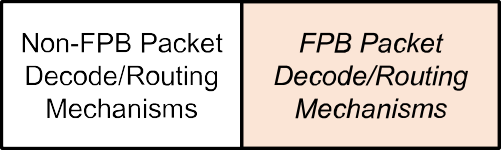 Non-FPB Packet
Decode/Routing
Mechanisms
FPB Packet
Decode/Routing
Mechanisms